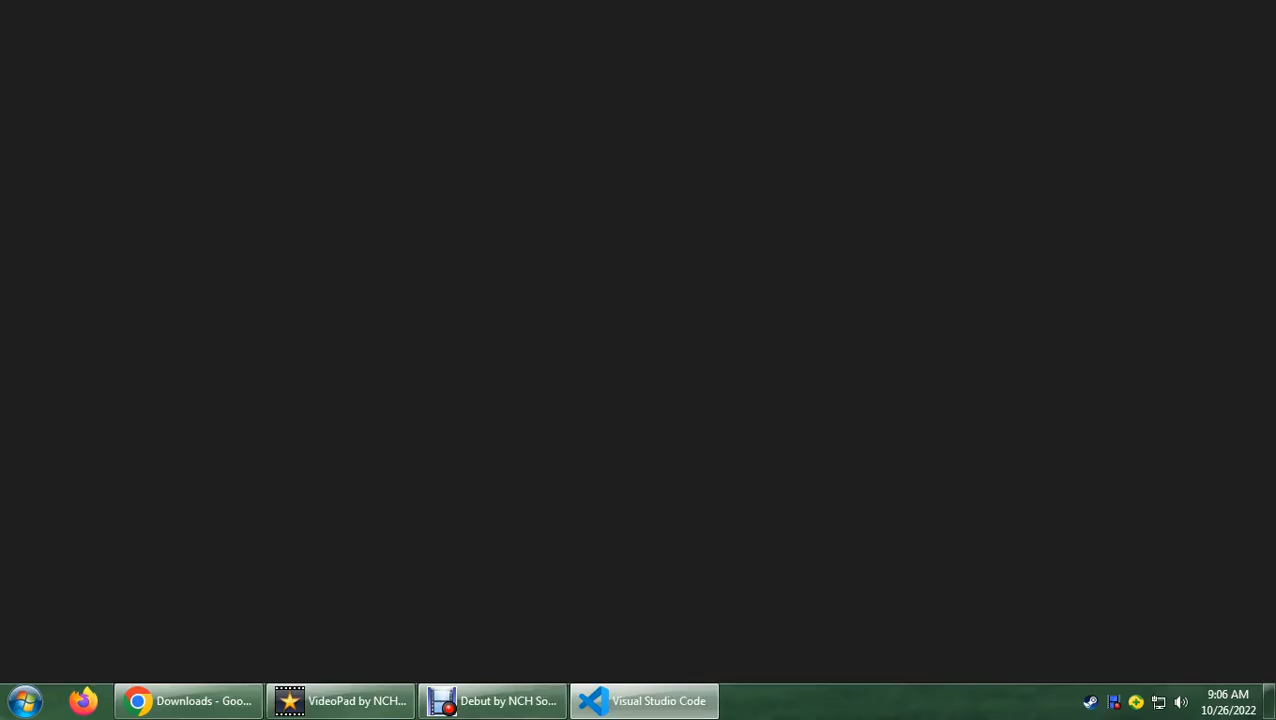 Downloads - Goo...
VideoPad by NCH...
Debut by NCH So...
Visual Studio Code
9:06 AM
10/26/2022